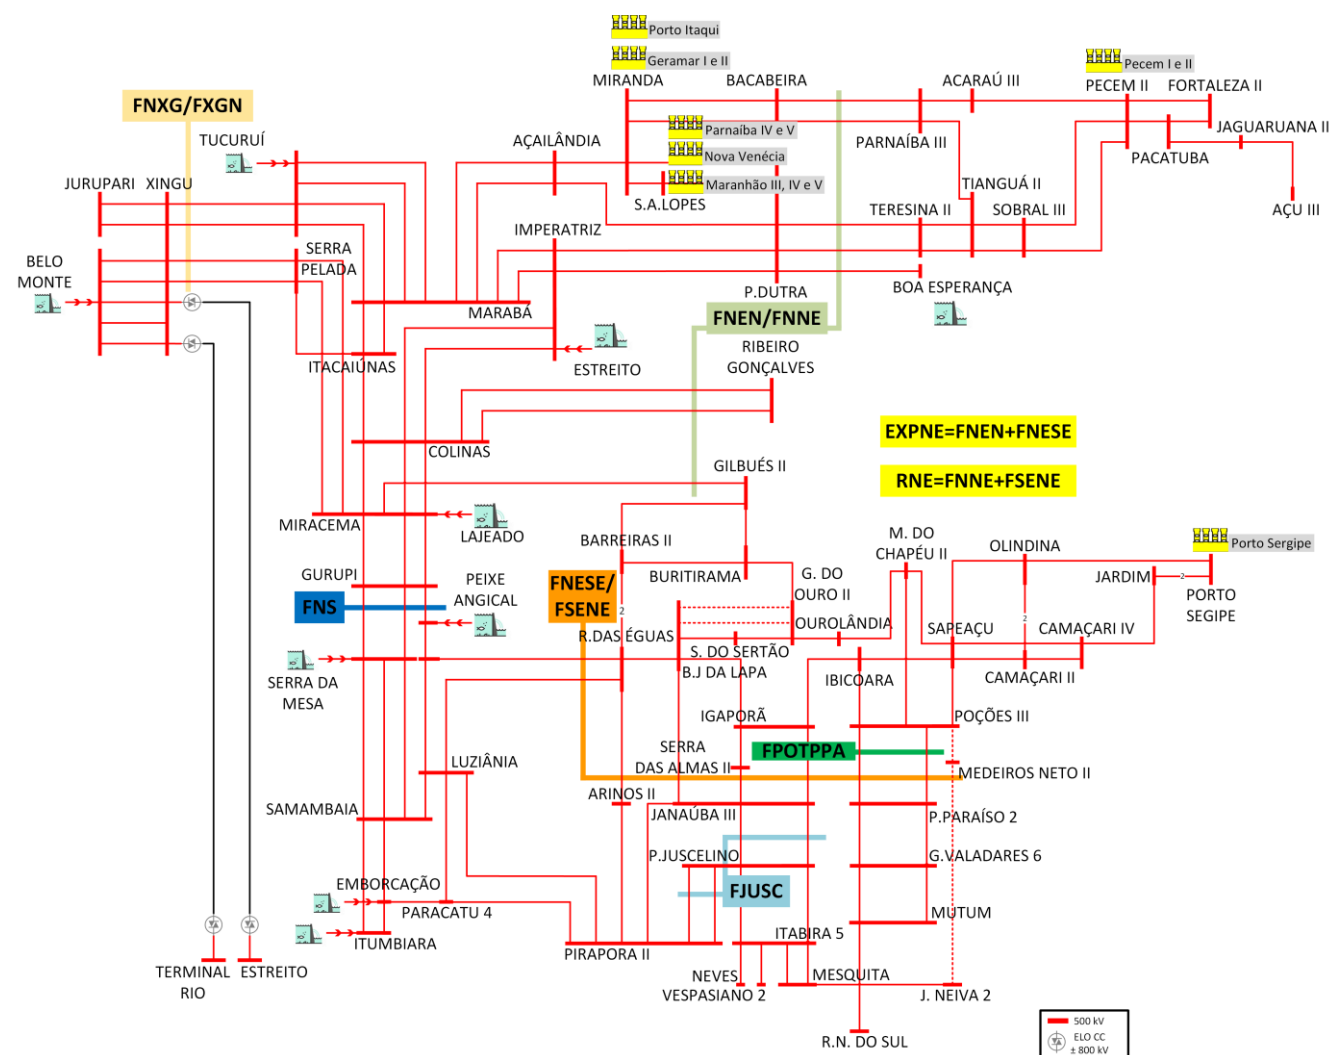 Porto Itaqui
Geramar I e II
MIRANDA
BACABEIRA
ACARAÚ III
Pecem I e II
PECEM II
FORTALEZA II
FNXG/FXGN
TUCURUÍ
AÇAILÂNDIA
Parnaíba IV e V
Nova Venécia
Maranhão III, IV e V
S.A.LOPES
PARNAÍBA III
JAGUARUANA II
PACATUBA
JURUPARI
XINGU
TIANGUÁ II
TERESINA II
SOBRAL III
AÇU III
IMPERATRIZ
SERRA
PELADA
BELO
MONTE
MARABÁ
P.DUTRA
BOA ESPERANÇA
FNEN/FNNE
RIBEIRO
GONÇALVES
ITACAIÚNAS
ESTREITO
EXPNE=FNEN+FNESE
RNE=FNNE+FSENE
COLINAS
GILBUÉS II
MIRACEMA
LAJEADO
BARREIRAS II
BURITIRAMA
M. DO
CHAPÉU II
OLINDINA
Porto Sergipe
JARDIM
2
PORTO
SEGIPE
GURUPI
PEIXE
ANGICAL
FNS
FNESE/
FSENE
2
G. DO
OURO II
OUROLÂNDIA
R.DAS ÉGUAS
S. DO SERTÃO
B.J DA LAPA
SAPEAÇU
2
CAMAÇARI IV
CAMAÇARI II
IBICOARA
SERRA DA
MESA
IGAPORÃ
POÇÕES III
FPOTPPA
SERRA
DAS ALMAS II
MEDEIROS NETO II
LUZIÂNIA
ARINOS II
JANAÚBA III
P.PARAÍSO 2
SAMAMBAIA
P.JUSCELINO
G.VALADARES 6
FJUSC
EMBORCAÇÃO
PARACATU 4
MUTUM
ITUMBIARA
PIRAPORA II
ITABIRA 5
TERMINAL
RIO
ESTREITO
NEVES
VESPASIANO 2
MESQUITA
J. NEIVA 2
R.N. DO SUL
500 kV
ELO CC
± 800 kV